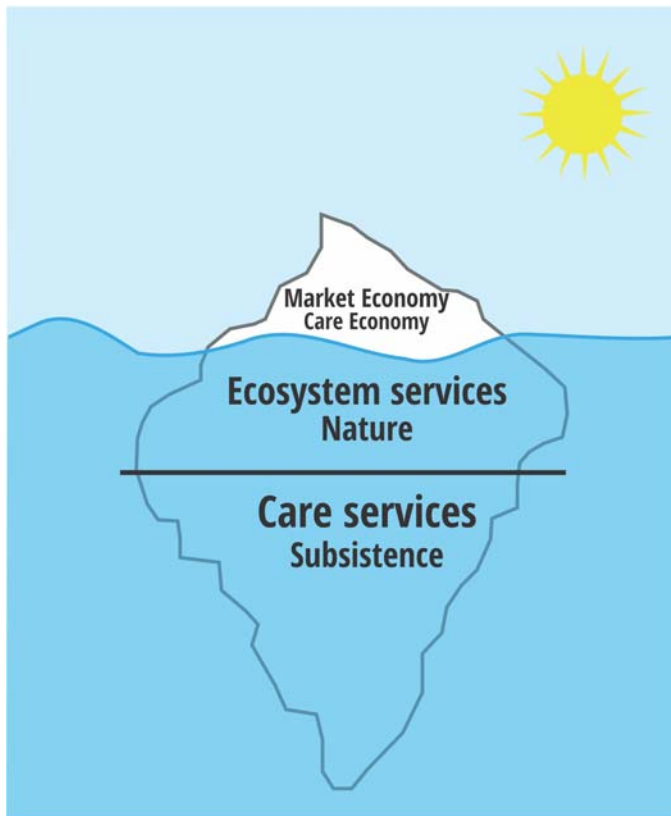 Market Economy
Care Economy
Ecosystem services
Nature
Care services
Subsistence